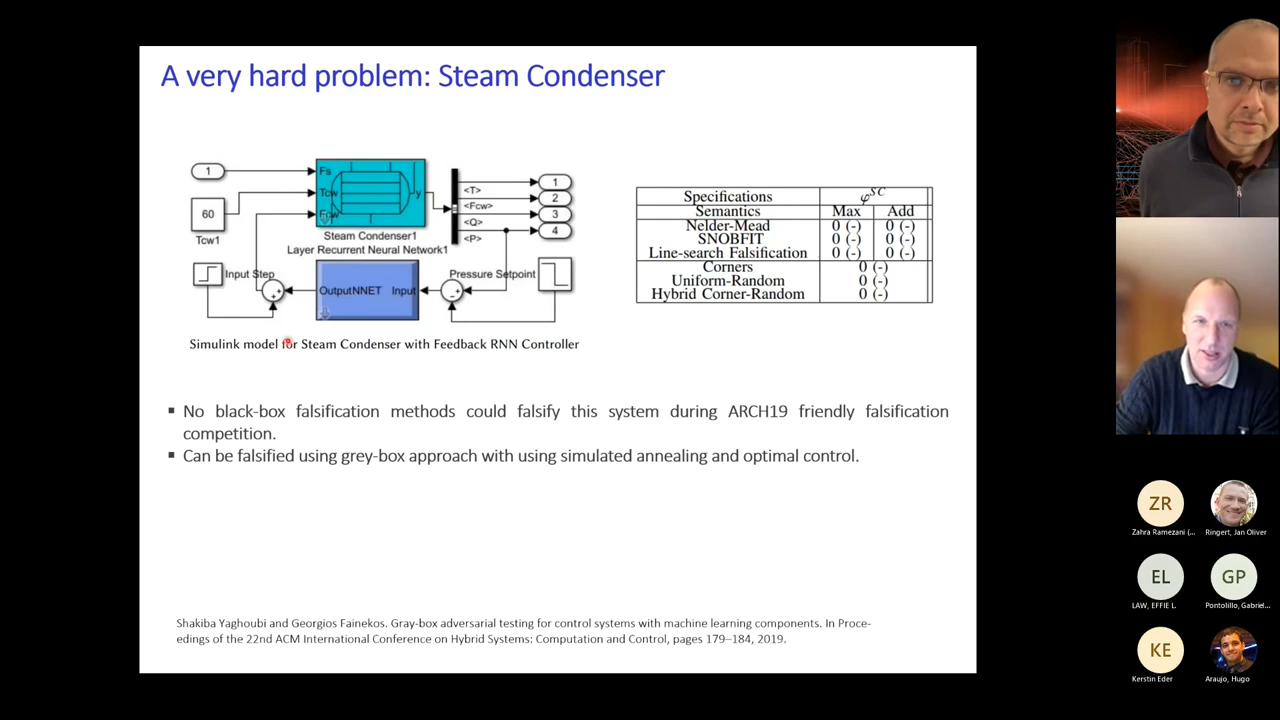 A very hard problem: Steam Condenser
1
Fs
60
Tcw
y
Tcw1
Fcw
Steam Condenser1
Layer Recurrent Neural Network1
<T>
<Fcw>
<Q>
<P>
1
2
3
4
Input Step
OutputNNET Input
Pressure Setpoint
Simulink model for Steam Condenser with Feedback RNN Controller
Specifications φSC
Semantics Max Add
Nelder-Mead 0 (-) 0 (-)
SNOBFIT 0 (-) 0 (-)
Line-search Falsification 0 (-) 0 (-)
Corners 0 (-)
Uniform-Random 0 (-)
Hybrid Corner-Random 0 (-)
▪ No black-box falsification methods could falsify this system during ARCH19 friendly falsification
competition.
▪ Can be falsified using grey-box approach with using simulated annealing and optimal control.
Shakiba Yaghoubi and Georgios Fainekos. Gray-box adversarial testing for control systems with machine learning components. In Proce-
edings of the 22nd ACM International Conference on Hybrid Systems: Computation and Control, pages 179–184, 2019.
ZR
Zahra Ramezani (...
Ringert, Jan Oliver
EL
LAW, EFFIE L.
GP
Pontolillo, Gabriel...
KE
Kerstin Eder
Araujo, Hugo